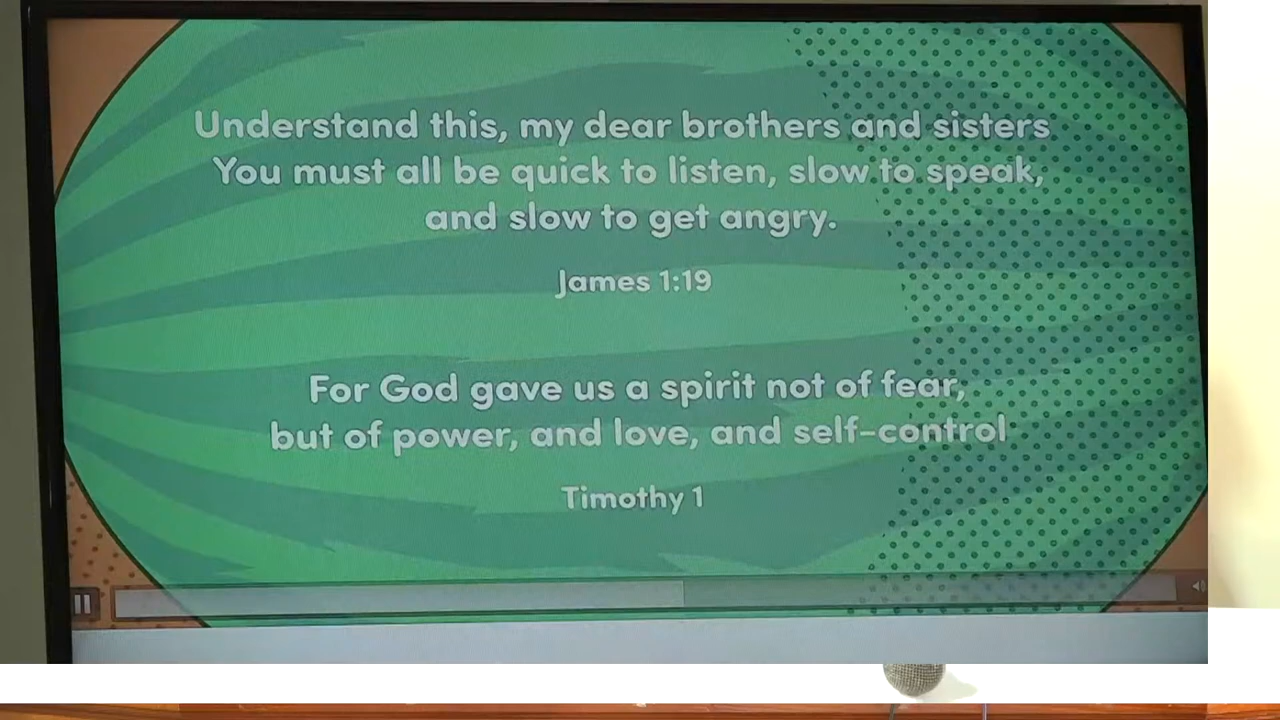 Understand this, my dear brothers and sisters
You must all be quick to listen, slow to speak,
and slow to get angry.
James 1:19
For God gave us a spirit not of fear,
but of power, and love, and self-control
Timothy 1